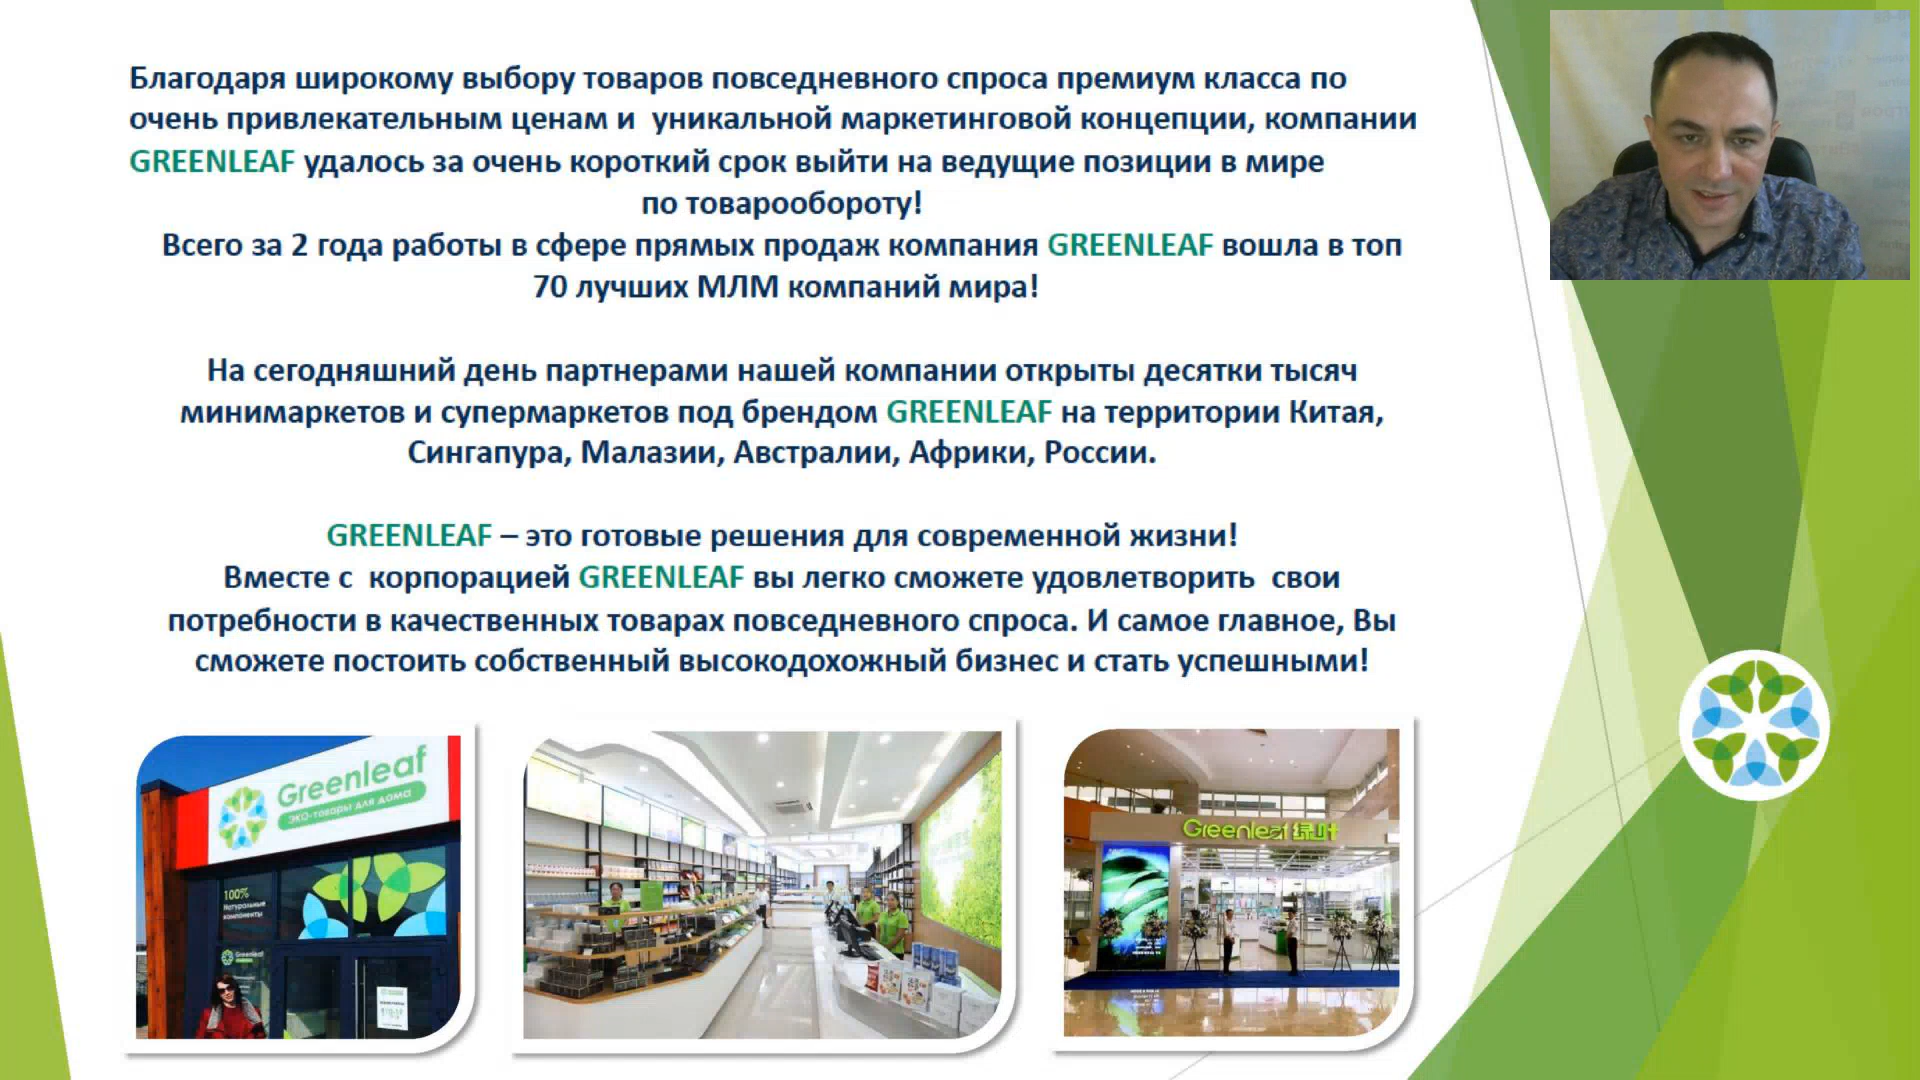 Благодаря широкому выбору товаров повседневного спроса премиум класса по
очень привлекательным ценам и уникальной маркетинговой концепции, компании
GREENLEAF удалось за очень короткий срок выйти на ведущие позиции в мире
по товарообороту!
Всего за 2 года работы в сфере прямых продаж компания GREENLEAF вошла в топ
70 лучших МЛМ компаний мира!
На сегодняшний день партнерами нашей компании открыты десятки тысяч
минимаркетов и супермаркетов под брендом GREENLEAF на территории Китая,
Сингапура, Малазии, Австралии, Африки, России.
GREENLEAF – это готовые решения для современной жизни!
Вместе с корпорацией GREENLEAF вы легко сможете удовлетворить свои
потребности в качественных товарах повседневного спроса. И самое главное, Вы
сможете постоить собственный высокодохожный бизнес и стать успешными!
Greenleaf
эко-товары для дома
100%
Натуральные
компоненты
Greenleaf
Greenleaf 绿叶